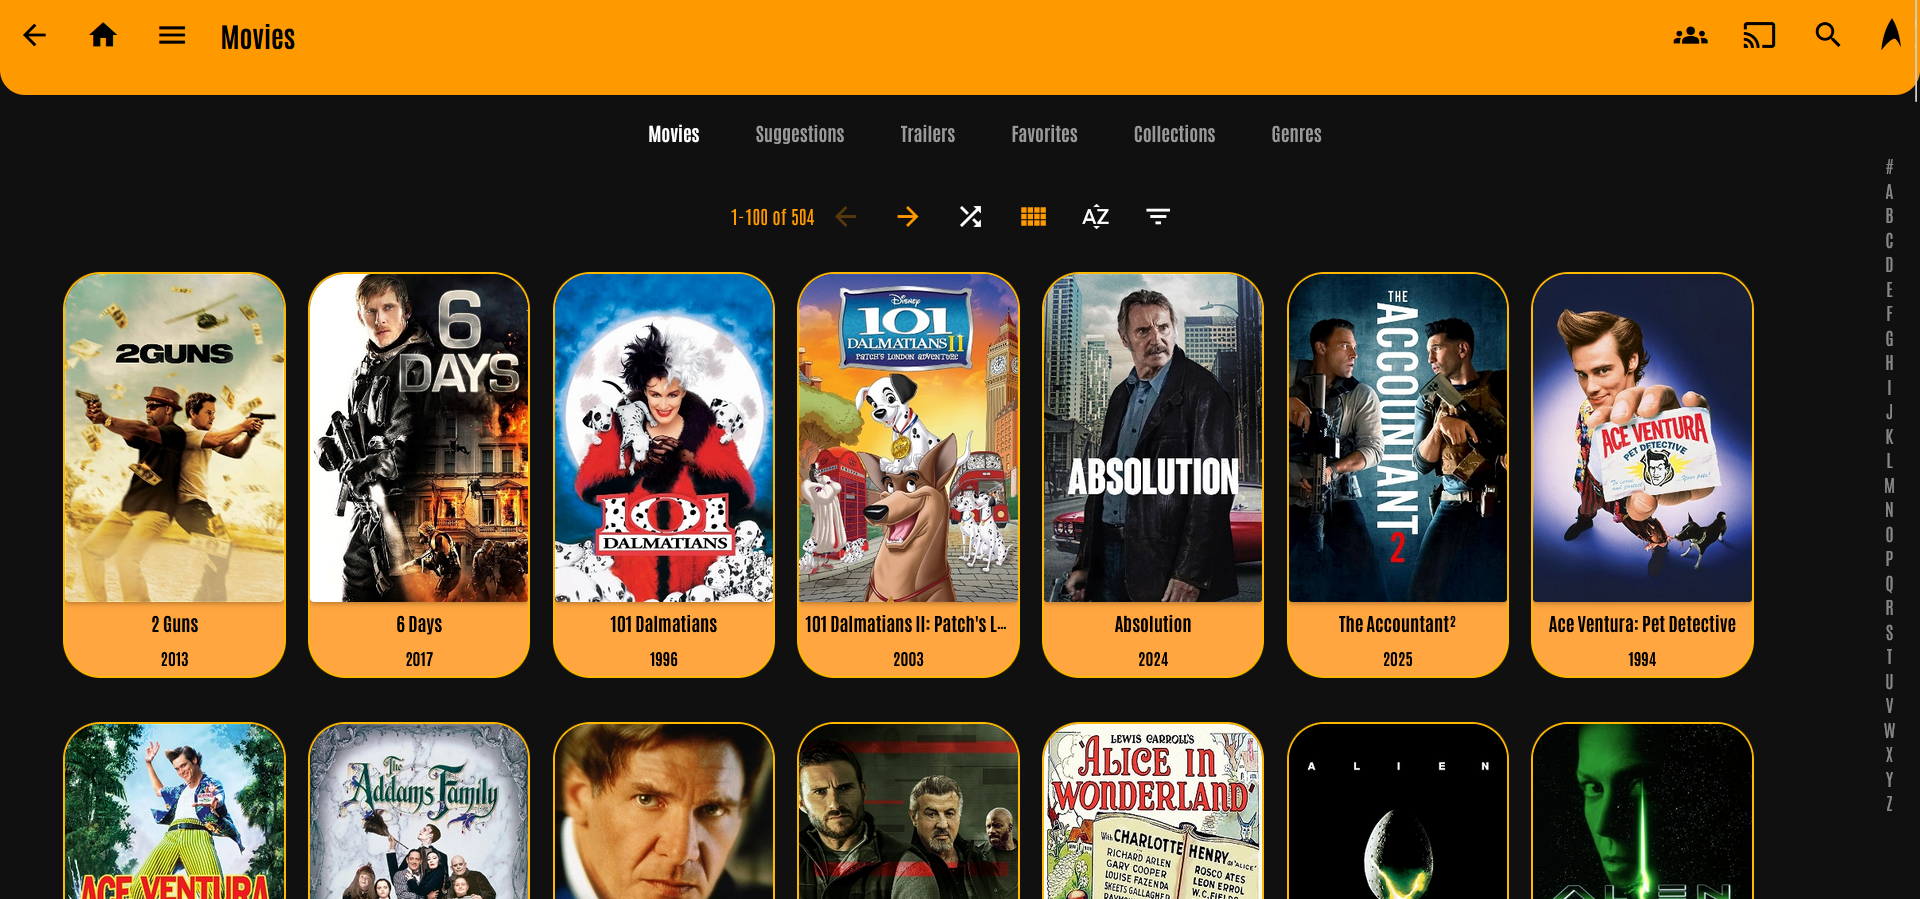 Movies
Movies Suggestions Trailers Favorites Collections Genres
1-100 of 504
AZ
#
A
B
C
D
E
F
G
H
I
J
K
L
M
N
O
P
Q
R
S
T
U
V
W
X
Y
Z
2GUNS
2 Guns
2013
6
DAYS
6 Days
2017
101
DALMATIANS
101 Dalmatians
1996
Disney
101
DALMATIANS II
PATCH'S LONDON ADVENTURE
101 Dalmatians II: Patch's L...
2003
ABSOLUTION
Absolution
2024
THE
ACCOUNTANT
2
The Accountant²
2025
ACE VENTURA
PET DETECTIVE
Ace Ventura: Pet Detective
1994
ACE VENTURA
The
Addams Family
LEWIS CARROLL'S
'ALICE IN
WONDERLAND'
With CHARLOTTE HENRY as "ALICE"
RICHARD ARLEN
GARY COOPER
LOUISE FAZENDA
SKEETS GALLAGHER
ROSCO ATES
LEON ERROL
W.C. FIELDS
ALIEN
ALIEN